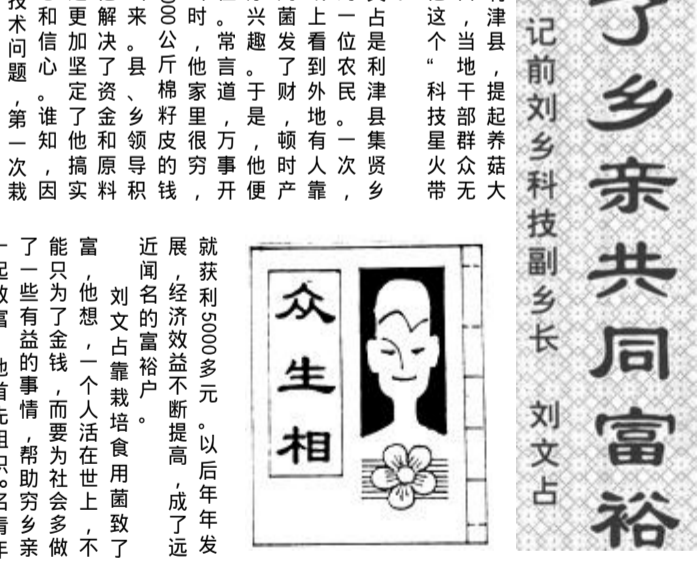 了乡亲共同富裕
记前刘乡科技副乡长 刘文占
津县，提起养菇大
，当地干部群众无
这个“科技星火带
占是利津县集贤乡
一位农民。一次，
上看到外地有人靠
菌发了财，顿时产
兴趣。于是，他便
。常言道，万事开
时，他家里很穷，
00公斤棉籽皮的钱
来。县、乡领导积
解决了资金和原料
更加坚定了他搞实
和信心。谁知，因
技术问题，第一次栽
众生相
就获利5000多元。以后年年发
展，经济效益不断提高，成了远
近闻名的富裕户。
刘文占靠栽培食用菌致了
富，他想，一个人活在世上，不
能只为了金钱，而要为社会多做
了一些有益的事情，帮助穷乡亲